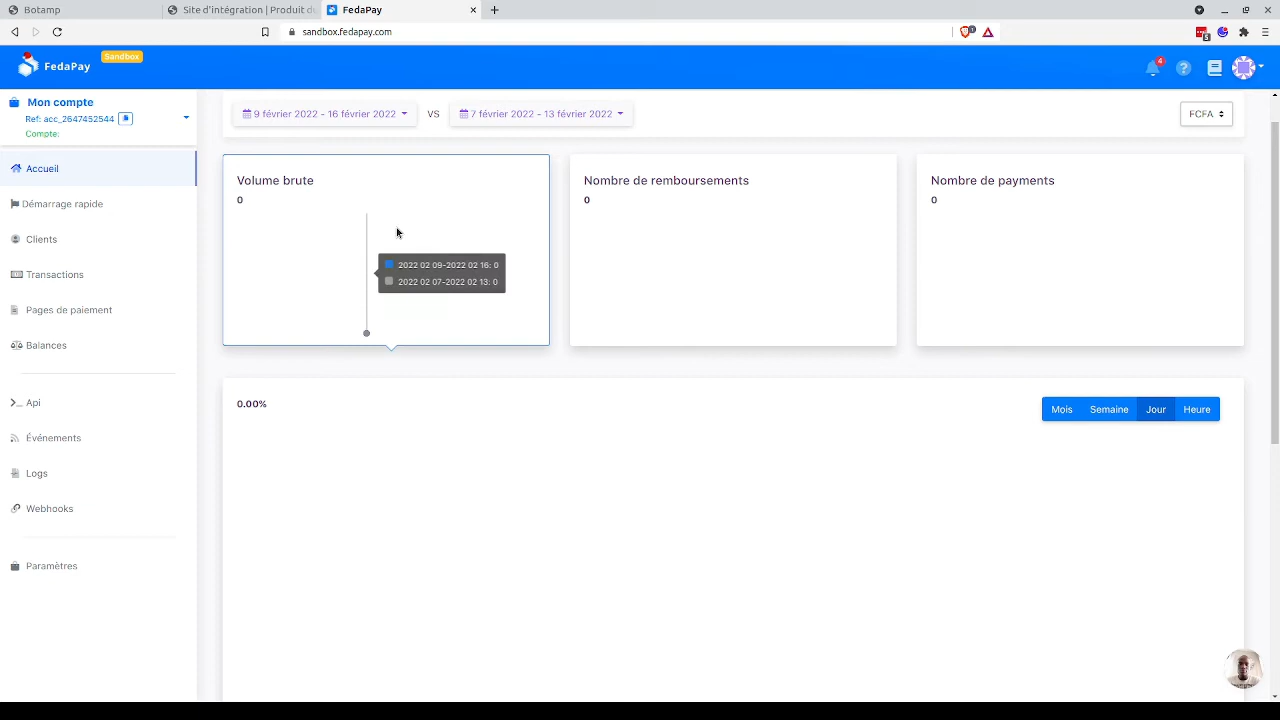 Botamp
Site d'intégration | Produit du
FedaPay
sandbox.fedapay.com
1
5
FedaPay
Sandbox
4
Mon compte
Ref: acc_2647452544
Compte:
9 février 2022 - 16 février 2022
VS
7 février 2022 - 13 février 2022
FCFA
Accueil
Démarrage rapide
Clients
Transactions
Pages de paiement
Balances
Api
Événements
Logs
Webhooks
Paramètres
Volume brute
0
2022 02 09-2022 02 16: 0
2022 02 07-2022 02 13: 0
Nombre de remboursements
0
Nombre de payments
0
0.00%
Mois Semaine Jour Heure